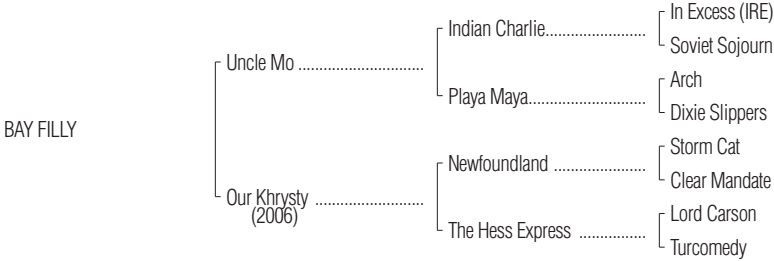 In Excess (IRE)
Indian Charlie.......................
Soviet Sojourn
Uncle Mo .............................
Arch
Playa Maya...........................
Dixie Slippers
BAY FILLY
Storm Cat
Newfoundland .....................
Clear Mandate
Our Khrysty .........................
(2006)
Lord Carson
The Hess Express ................
Turcomedy